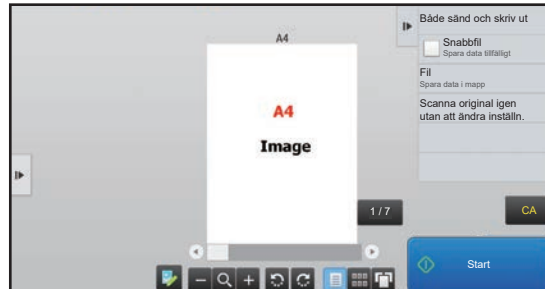 A4
A4
Image
1 / 7
Både sänd och skriv ut
Snabbfil
Spara data tillfälligt
Fil
Spara data i mapp
Scanna original igen
utan att ändra inställn.
CA
Start